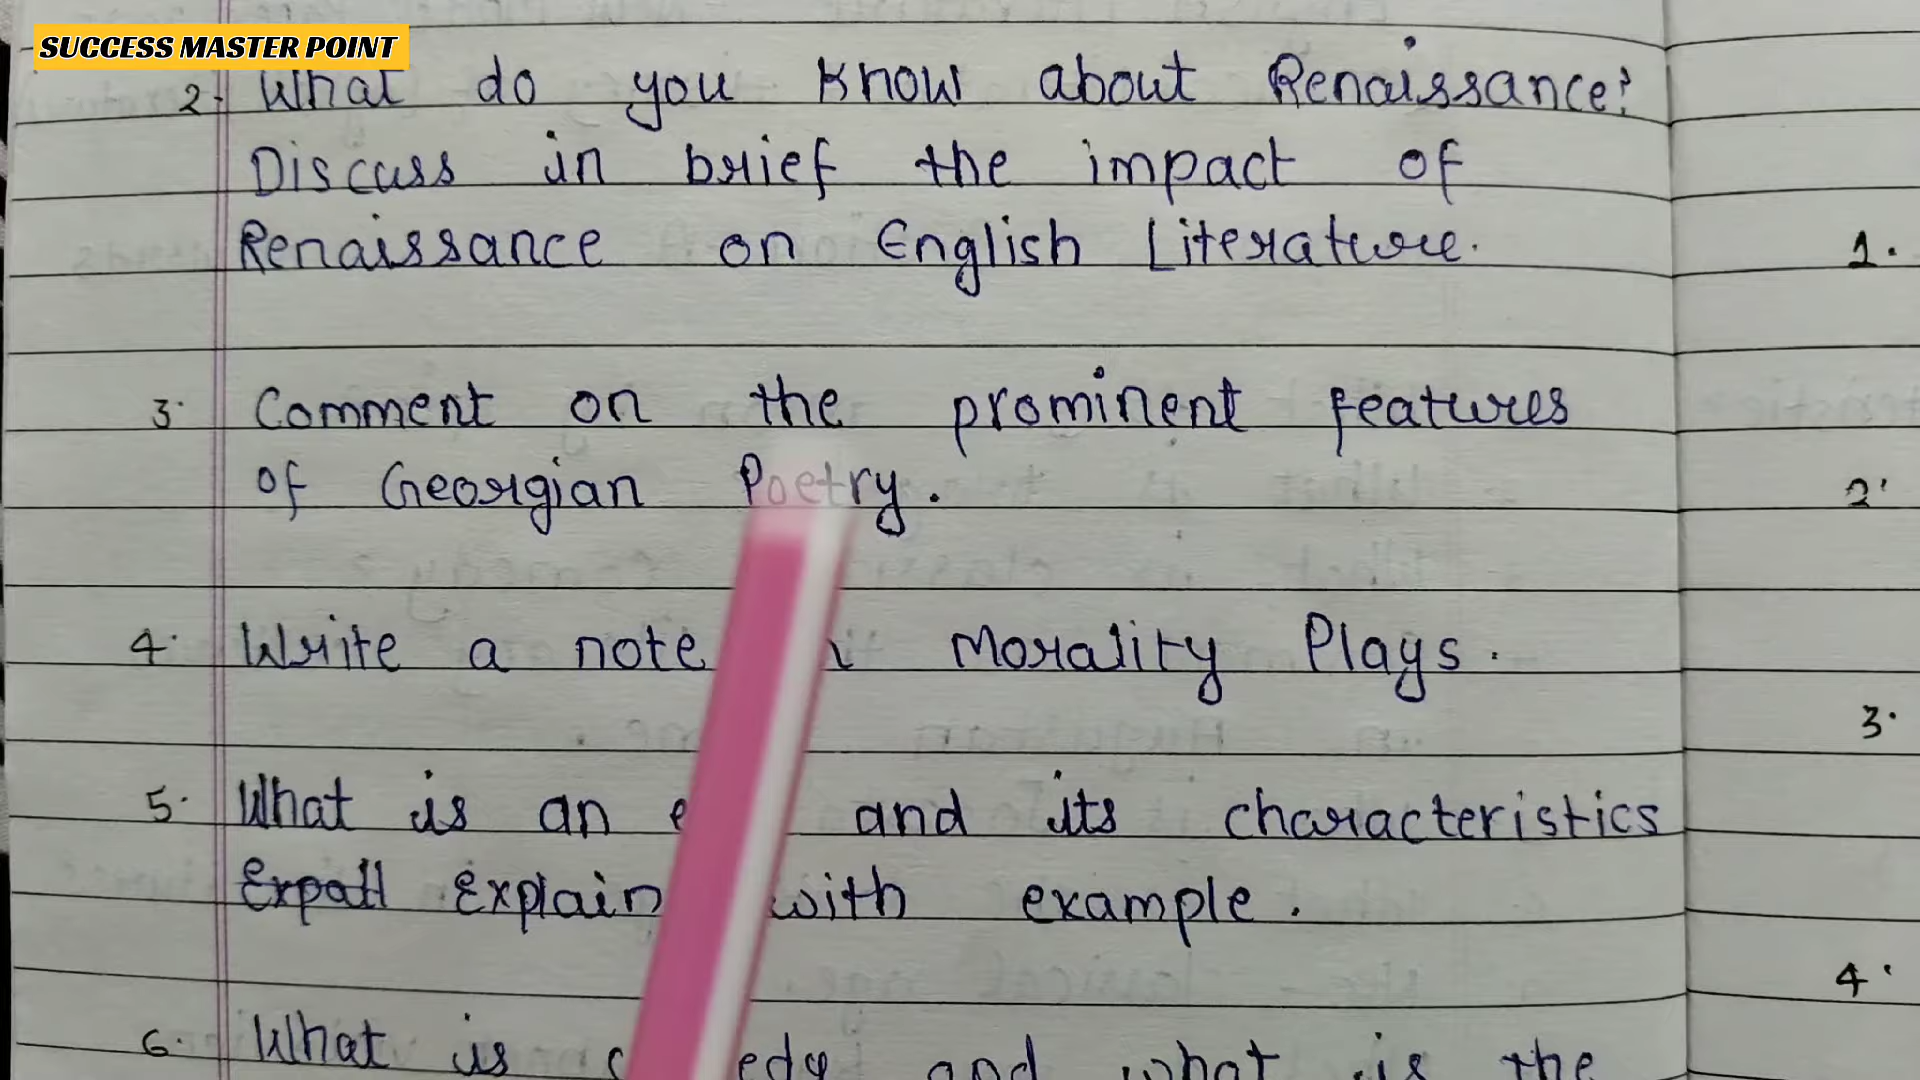 SUCCESS MASTER POINT
2. What do you know about Renaissance?
Discuss in brief the impact of
Renaissance on English Literature.
3. Comment on the prominent features
of Georgian Poetry.
4. Write a note Morality Plays.
5. What is an and its characteristics
Explain with example.
6. What is and what is the
1.
2.
3.
4.